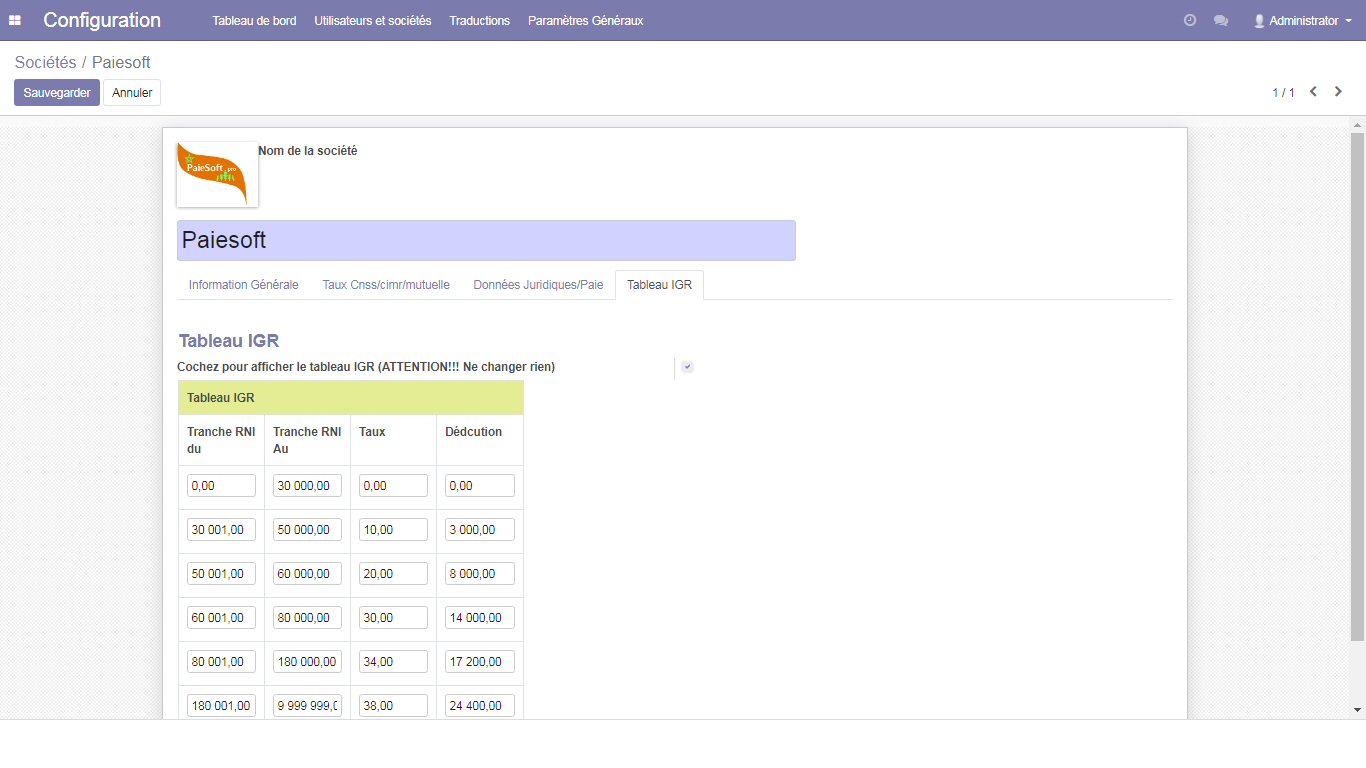 Configuration Tableau de bord Utilisateurs et sociétés Traductions Paramètres Généraux Administrator
Sociétés / Paiesoft
Sauvegarder Annuler 1 / 1
PaieSoft.pro
Nom de la société
Paiesoft
Information Générale Taux Cnss/cimr/mutuelle Données Juridiques/Paie Tableau IGR
Tableau IGR
Cochez pour afficher le tableau IGR (ATTENTION!!! Ne changer rien)
Tableau IGR
Tranche RNI du Tranche RNI Au Taux Dédcution
0,00 30 000,00 0,00 0,00
30 001,00 50 000,00 10,00 3 000,00
50 001,00 60 000,00 20,00 8 000,00
60 001,00 80 000,00 30,00 14 000,00
80 001,00 180 000,00 34,00 17 200,00
180 001,00 9 999 999, 38,00 24 400,00